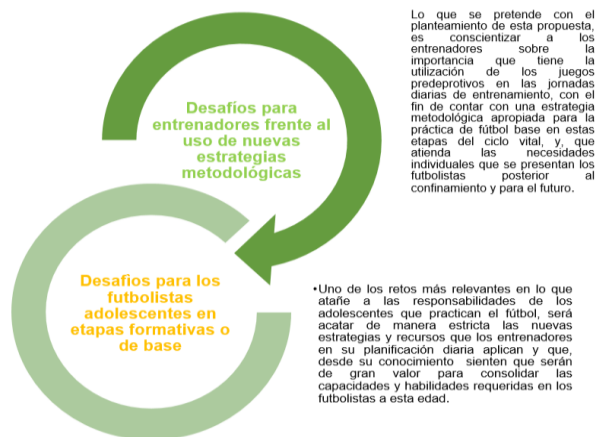 Desafíos para
entrenadores frente al
uso de nuevas
estrategias
metodológicas
Lo que se pretende con el
planteamiento de esta propuesta,
es conscientizar a los
entrenadores sobre la
importancia que tiene la
utilización de los juegos
predeprotivos en las jornadas
diarias de entrenamiento, con el
fin de contar con una estrategia
metodológica apropiada para la
práctica de fútbol base en estas
etapas del ciclo vital, y, que
atienda las necesidades
individuales que se presentan los
futbolistas posterior al
confinamiento y para el futuro.
Desafios para los
futbolistas
adolescentes en
etapas formativas o
de base
•Uno de los retos más relevantes en lo que
atañe a las responsabilidades de los
adolescentes que practican el fútbol, será
acatar de manera estricta las nuevas
estrategias y recursos que los entrenadores
en su planificación diaria aplican y que,
desde su conocimiento sienten que serán
de gran valor para consolidar las
capacidades y habilidades requeridas en los
futbolistas a esta edad.